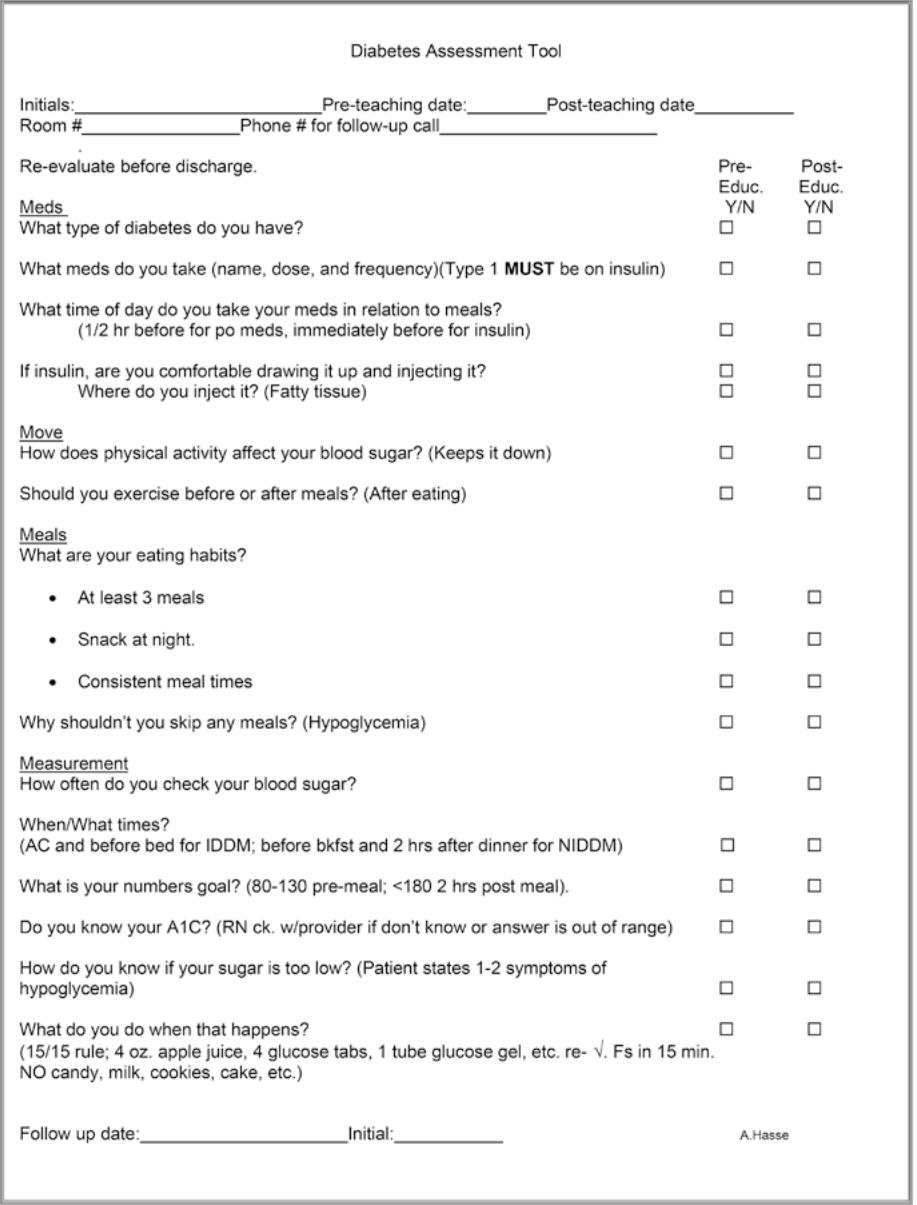 Diabetes Assessment Tool
Initials:_________________________Pre-teaching date:________Post-teaching date__________
Room #________________Phone # for follow-up call______________________
Re-evaluate before discharge. Pre- Post-
Educ. Educ.
Meds Y/N Y/N
What type of diabetes do you have? ☐ ☐
What meds do you take (name, dose, and frequency)(Type 1 MUST be on insulin) ☐ ☐
What time of day do you take your meds in relation to meals?
(1/2 hr before for po meds, immediately before for insulin) ☐ ☐
If insulin, are you comfortable drawing it up and injecting it? ☐ ☐
Where do you inject it? (Fatty tissue) ☐ ☐
Move
How does physical activity affect your blood sugar? (Keeps it down) ☐ ☐
Should you exercise before or after meals? (After eating) ☐ ☐
Meals
What are your eating habits?
• At least 3 meals ☐ ☐
• Snack at night. ☐ ☐
• Consistent meal times ☐ ☐
Why shouldn't you skip any meals? (Hypoglycemia) ☐ ☐
Measurement
How often do you check your blood sugar? ☐ ☐
When/What times?
(AC and before bed for IDDM; before bkfst and 2 hrs after dinner for NIDDM) ☐ ☐
What is your numbers goal? (80-130 pre-meal; <180 2 hrs post meal). ☐ ☐
Do you know your A1C? (RN ck. w/provider if don't know or answer is out of range) ☐ ☐
How do you know if your sugar is too low? (Patient states 1-2 symptoms of
hypoglycemia) ☐ ☐
What do you do when that happens? ☐ ☐
(15/15 rule; 4 oz. apple juice, 4 glucose tabs, 1 tube glucose gel, etc. re- √. Fs in 15 min.
NO candy, milk, cookies, cake, etc.)
Follow up date:_____________________Initial:___________ A.Hasse